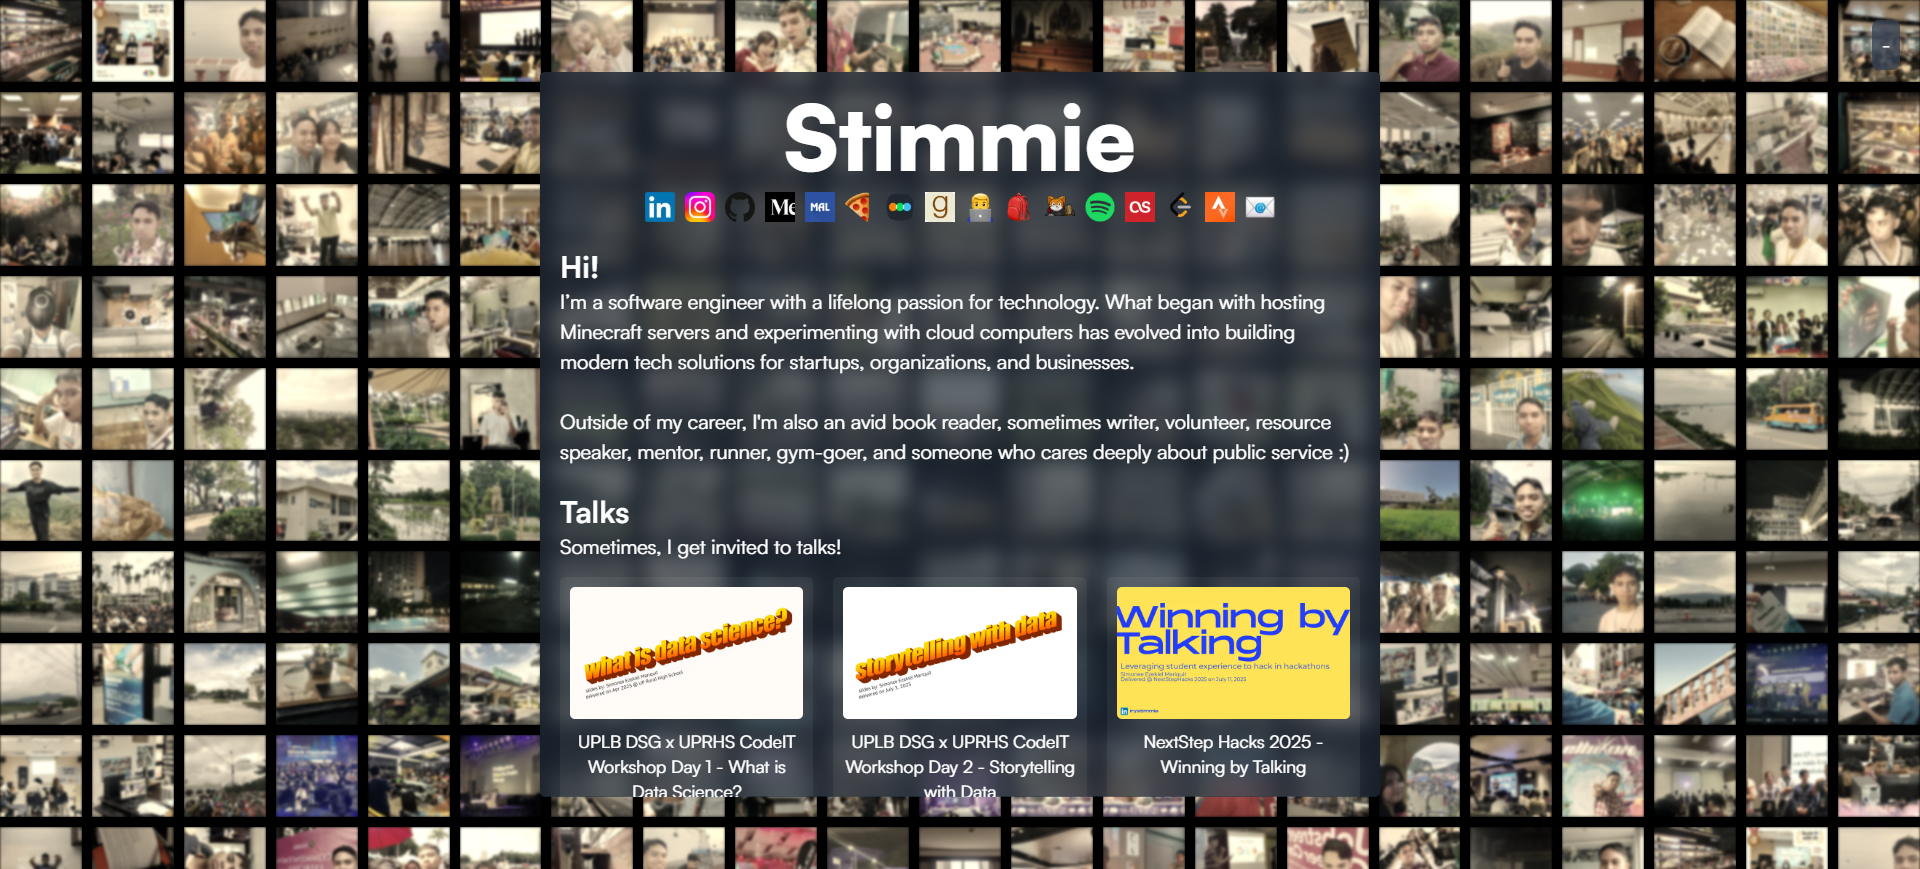 Stimmie
in
Me
MAL
g
as
Hi!
I’m a software engineer with a lifelong passion for technology. What began with hosting
Minecraft servers and experimenting with cloud computers has evolved into building
modern tech solutions for startups, organizations, and businesses.
Outside of my career, I'm also an avid book reader, sometimes writer, volunteer, resource
speaker, mentor, runner, gym-goer, and someone who cares deeply about public service :)
Talks
Sometimes, I get invited to talks!
what is data science?
slides by: Simonee Ezekiel Mariquit
delivered on Apr 2025 @ UP Rural High School
storytelling with data
slides by: Simonee Ezekiel Mariquit
delivered on July 3, 2025
Winning by
Talking
Leveraging student experience to hack in hackathons
Simonee Ezekiel Mariquit
Delivered @ NextStepHacks 2025 on July 11, 2025
UPLB DSG x UPRHS CodeIT
Workshop Day 1 - What is
Data Science?
UPLB DSG x UPRHS CodeIT
Workshop Day 2 - Storytelling
with Data
NextStep Hacks 2025 -
Winning by Talking